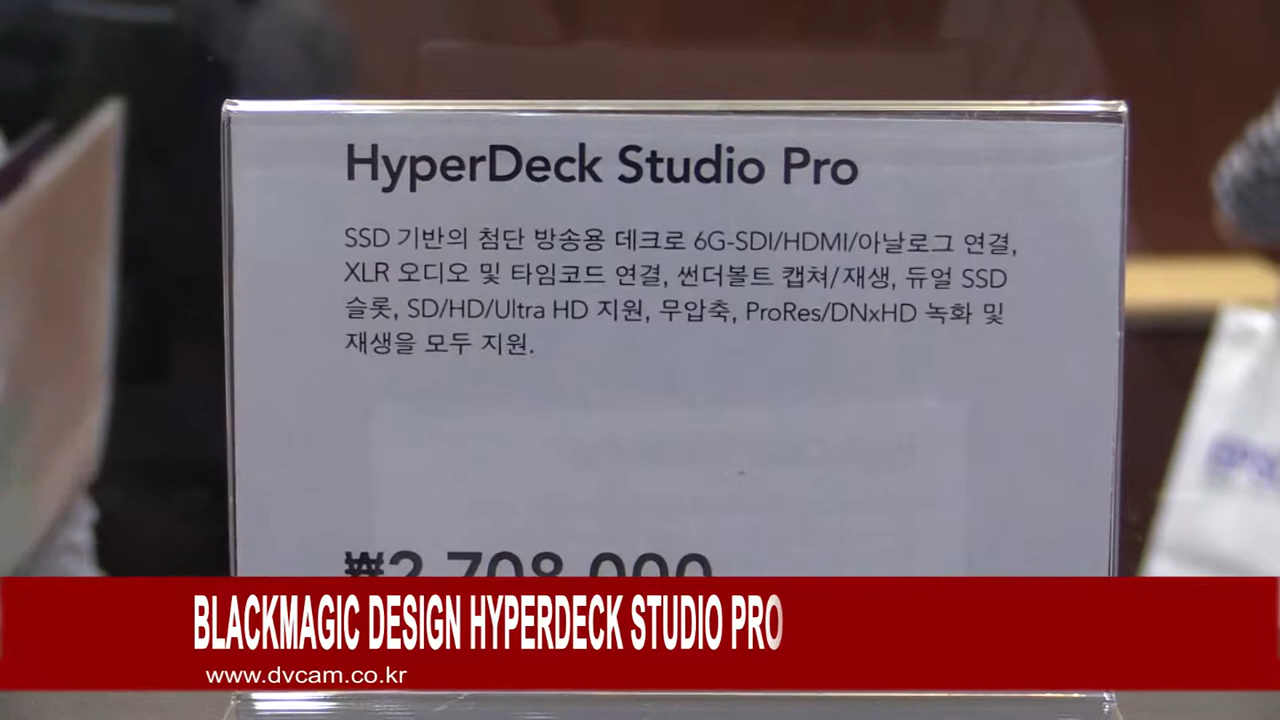 HyperDeck Studio Pro
SSD 기반의 첨단 방송용 데크로 6G-SDI/HDMI/아날로그 연결,
XLR 오디오 및 타임코드 연결, 썬더볼트 캡쳐/재생, 듀얼 SSD
슬롯, SD/HD/Ultra HD 지원, 무압축, ProRes/DNxHD 녹화 및
재생을 모두 지원.
₩2,708,000
BLACKMAGIC DESIGN HYPERDECK STUDIO PRO
www.dvcam.co.kr